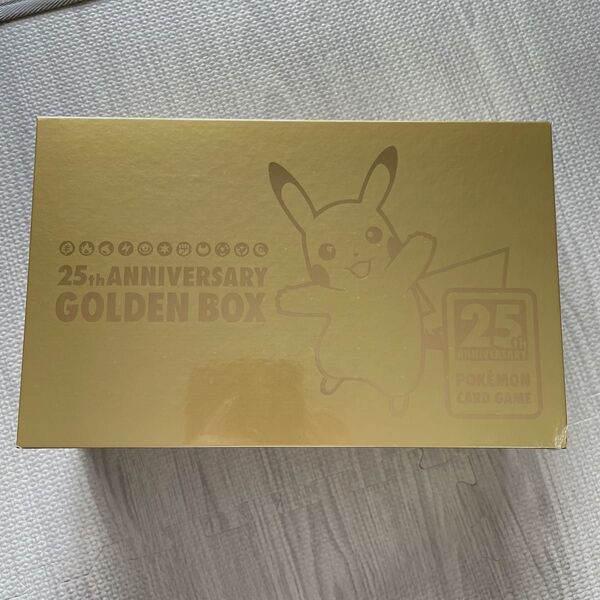 25th ANNIVERSARY
GOLDEN BOX
25th
ANNIVERSARY
POKÉMON
CARD GAME